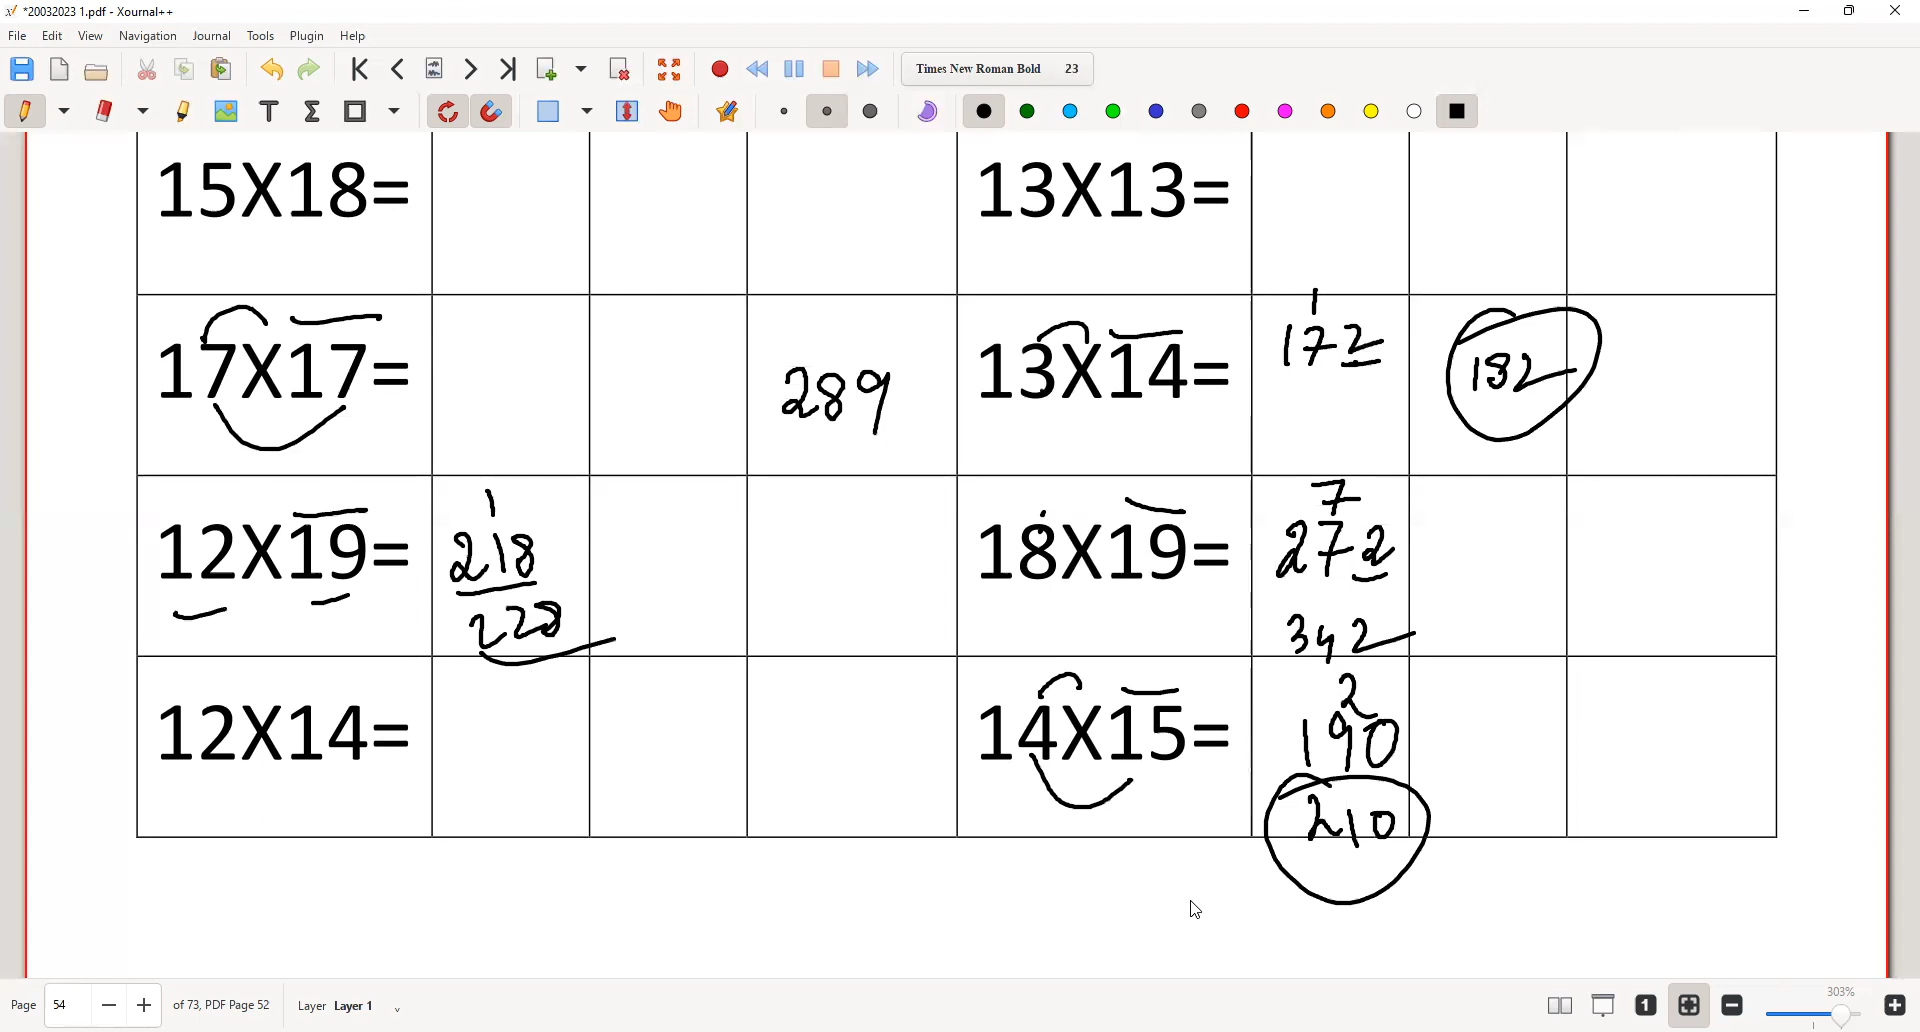 *20032023 1.pdf - Xournal++
File Edit View Navigation Journal Tools Plugin Help
Times New Roman Bold 23
15X18= 13X13=
17X17= 289 13X14= 1 172 182
12X19= 1 218 228 18X19= 7 272 342
12X14= 14X15= 2 190 210
Page 54 of 73, PDF Page 52 Layer Layer 1 1 303%